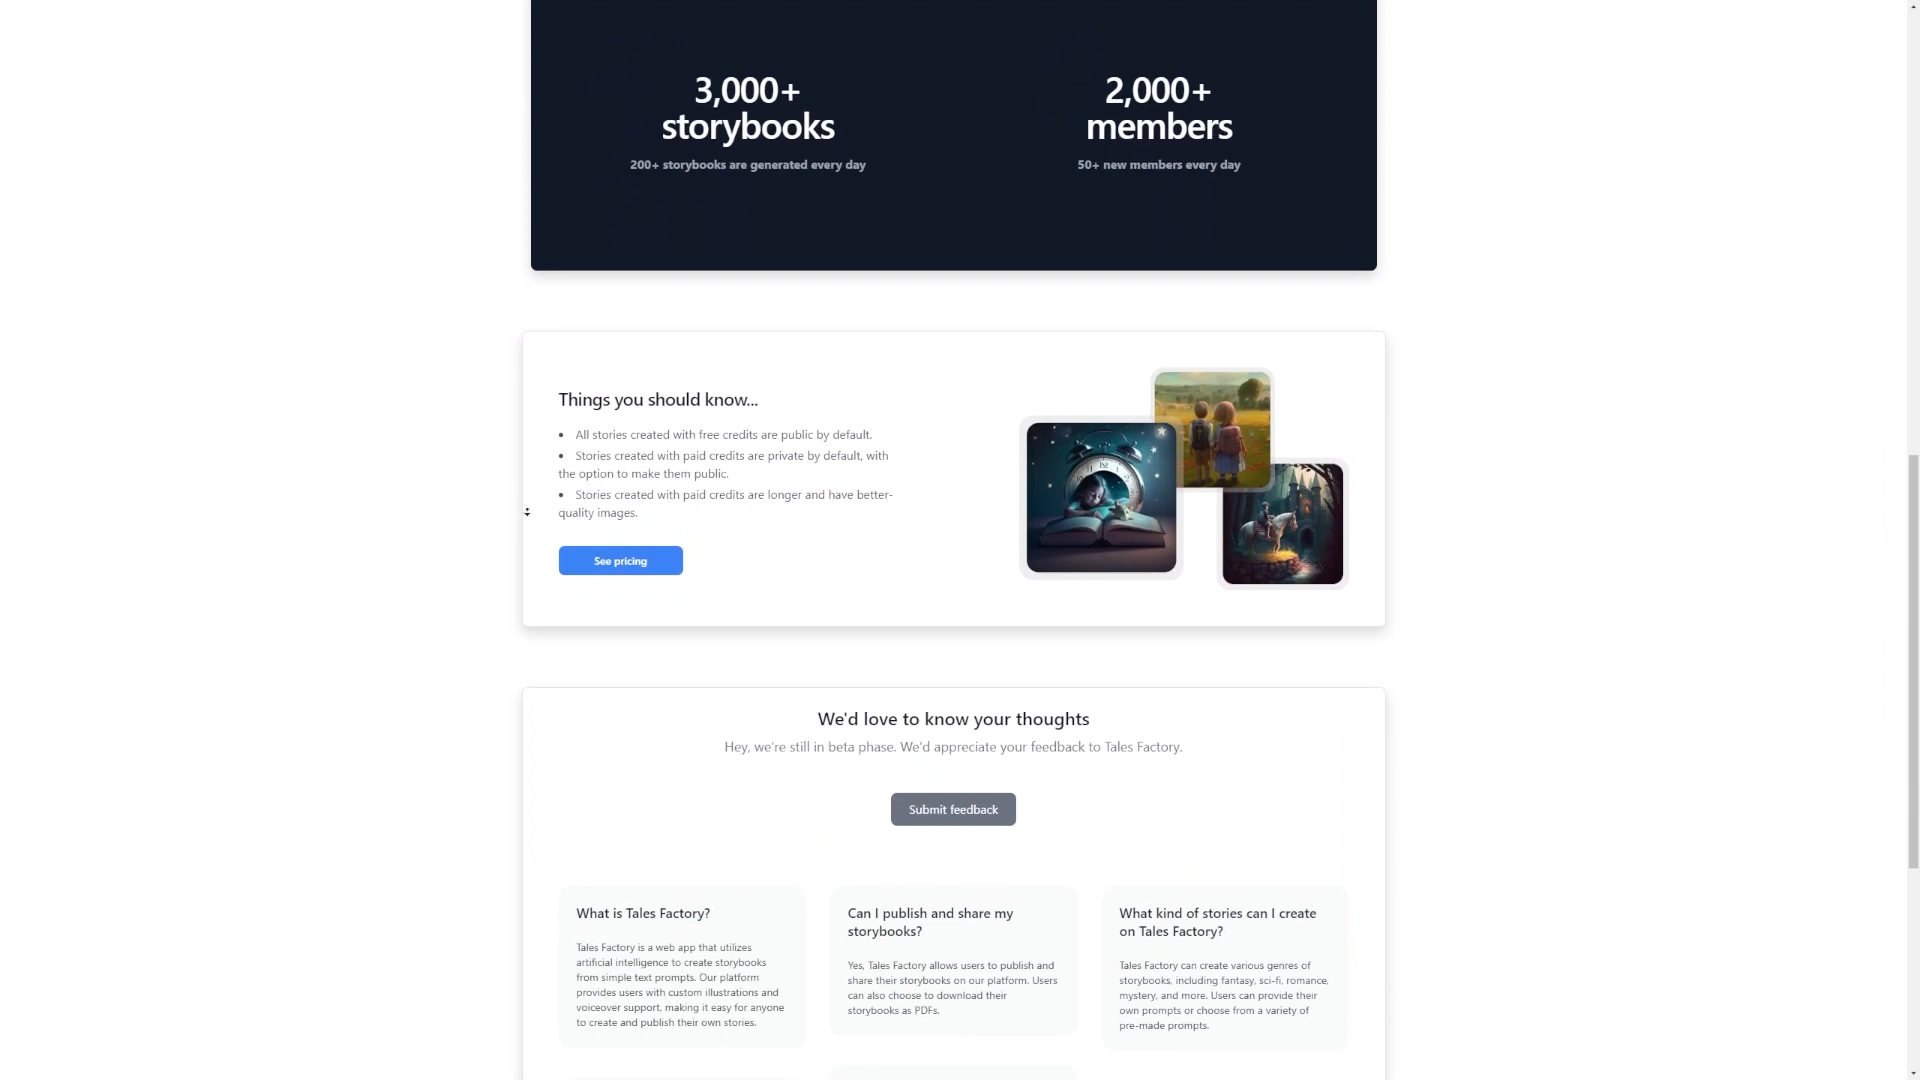 3,000+
storybooks
200+ storybooks are generated every day
2,000+
members
50+ new members every day
Things you should know...
• All stories created with free credits are public by default.
• Stories created with paid credits are private by default, with
the option to make them public.
• Stories created with paid credits are longer and have better-
quality images.
See pricing
We'd love to know your thoughts
Hey, we're still in beta phase. We'd appreciate your feedback to Tales Factory.
Submit feedback
What is Tales Factory?
Tales Factory is a web app that utilizes
artificial intelligence to create storybooks
from simple text prompts. Our platform
provides users with custom illustrations and
voiceover support, making it easy for anyone
to create and publish their own stories.
Can I publish and share my
storybooks?
Yes, Tales Factory allows users to publish and
share their storybooks on our platform. Users
can also choose to download their
storybooks as PDFs.
What kind of stories can I create
on Tales Factory?
Tales Factory can create various genres of
storybooks, including fantasy, sci-fi, romance,
mystery, and more. Users can provide their
own prompts or choose from a variety of
pre-made prompts.